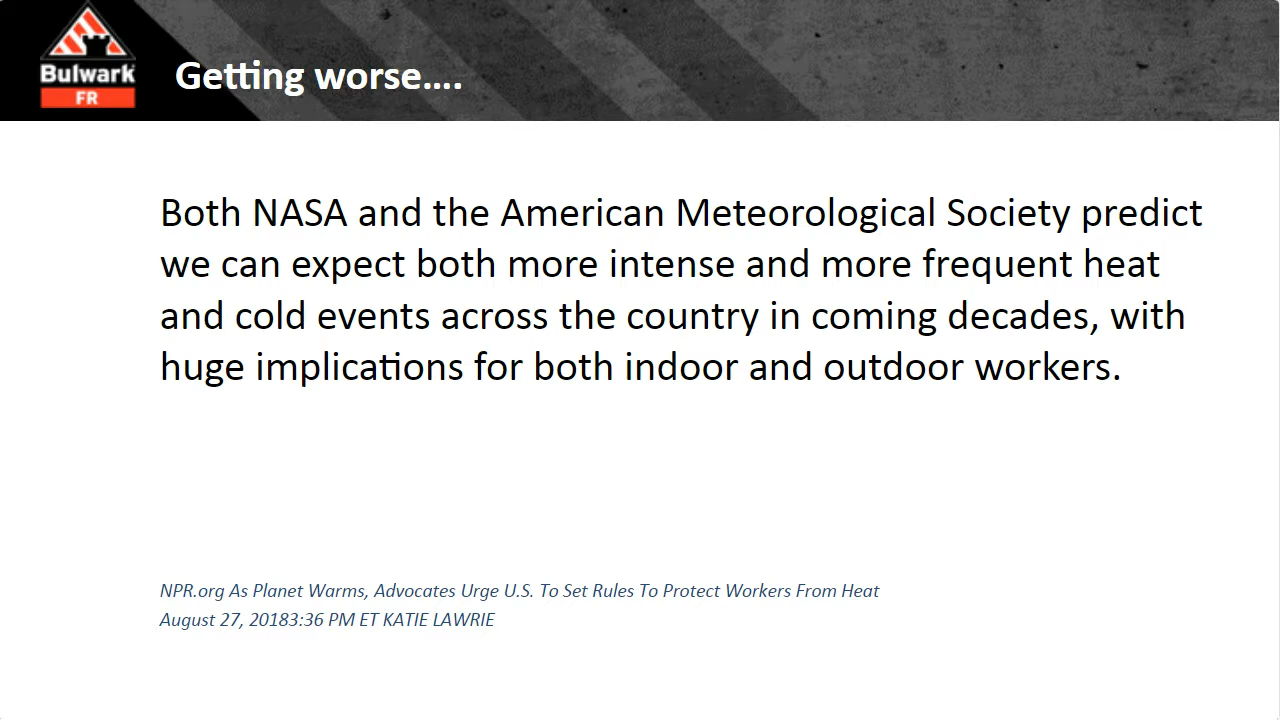 Bulwark
FR
Getting worse....
Both NASA and the American Meteorological Society predict
we can expect both more intense and more frequent heat
and cold events across the country in coming decades, with
huge implications for both indoor and outdoor workers.
NPR.org As Planet Warms, Advocates Urge U.S. To Set Rules To Protect Workers From Heat
August 27, 20183:36 PM ET KATIE LAWRIE